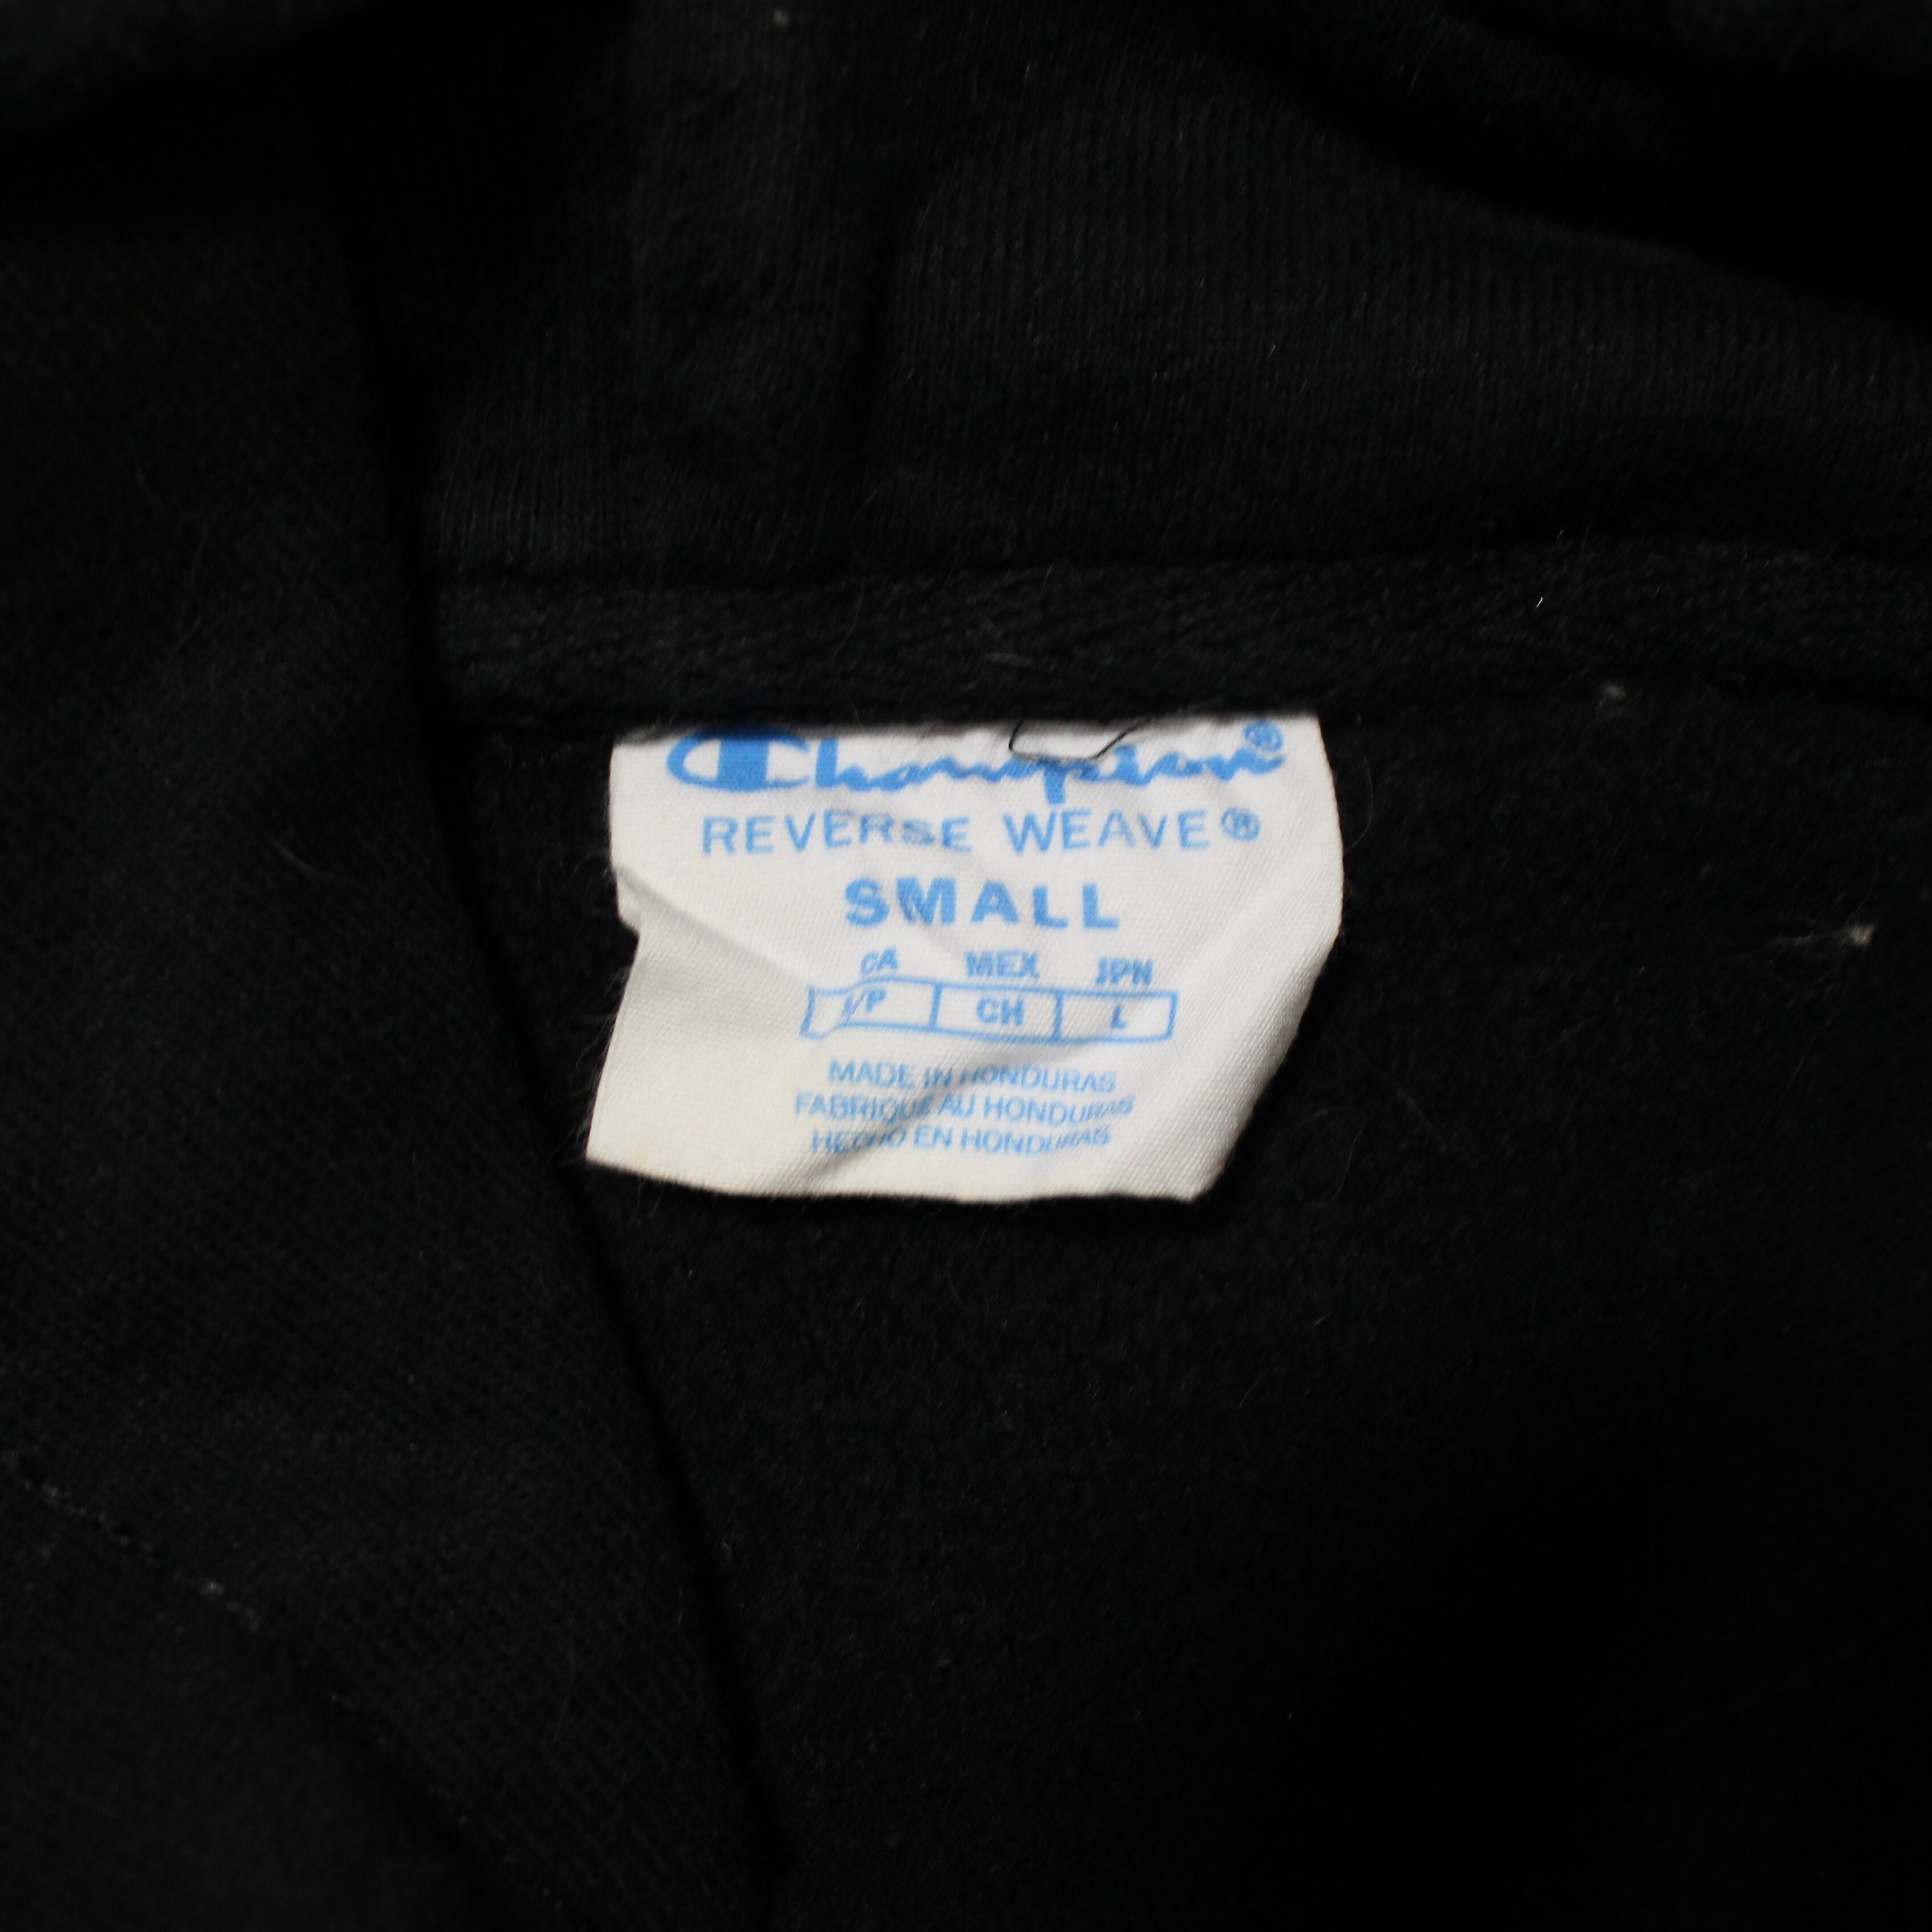 Champion®
REVERSE WEAVE®
SMALL
CA MEX JPN
S/P CH L
MADE IN HONDURAS
FABRIQUE AU HONDURAS
HECHO EN HONDURAS